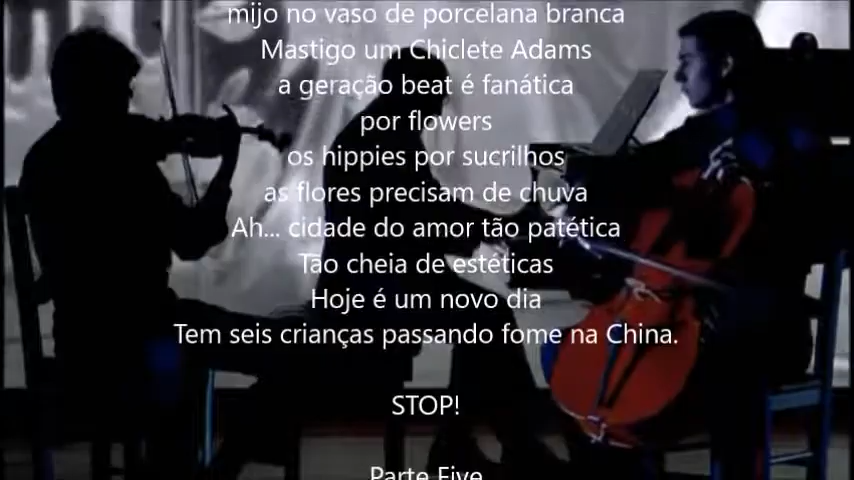 mijo no vaso de porcelana branca
Mastigo um Chiclete Adams
a geração beat é fanática
por flowers
os hippies por sucrilhos
as flores precisam de chuva
Ah... cidade do amor tão patética
Tão cheia de estéticas
Hoje é um novo dia
Tem seis crianças passando fome na China.
STOP!
Parte Five